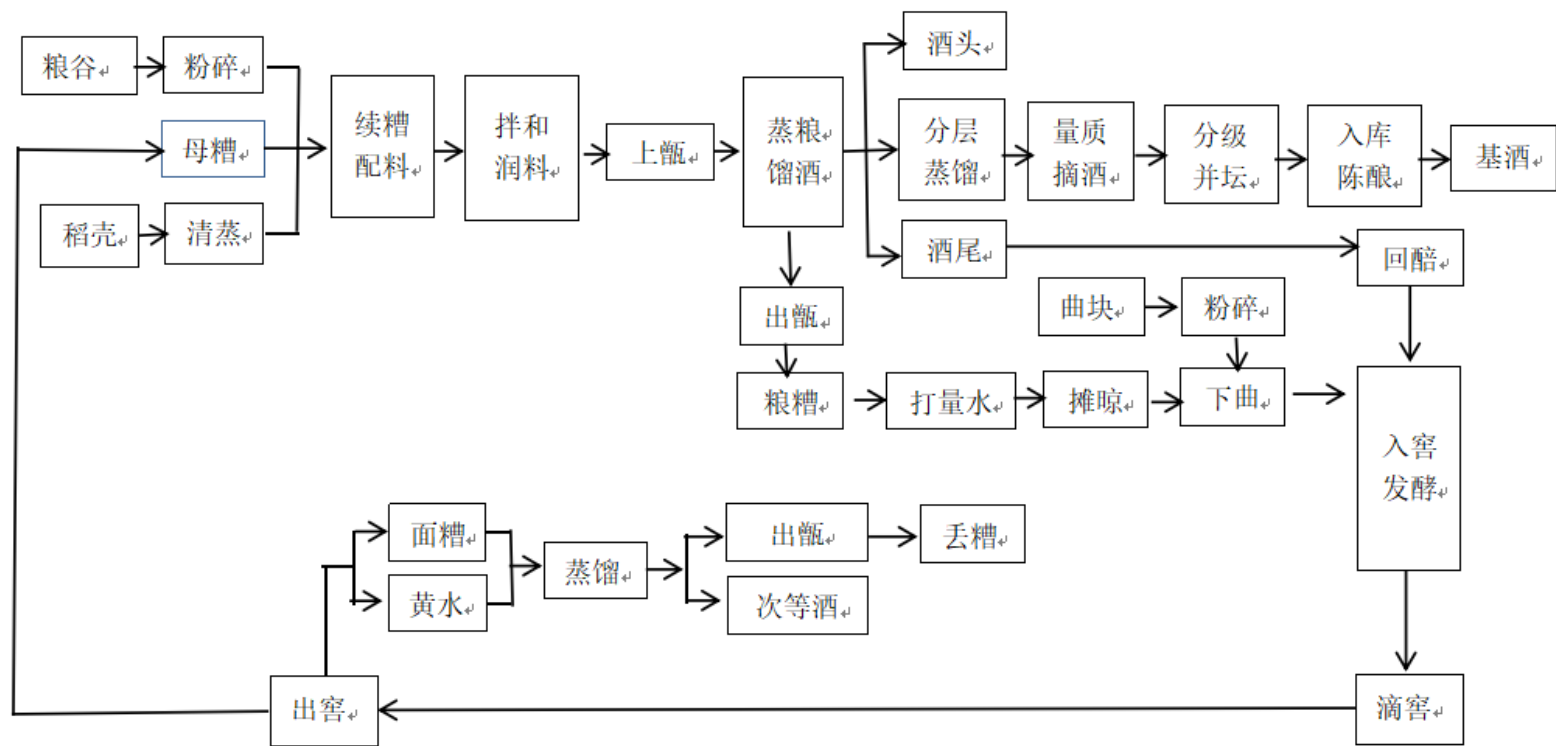 酒头
粮谷
粉碎
母糟
稻壳
清蒸
续糟
配料
拌和
润料
上甑
蒸粮
馏酒
分层
蒸馏
量质
摘酒
分级
并坛
入库
陈酿
基酒
酒尾
回醅
出甑
曲块
粉碎
粮糟
打量水
摊晾
下曲
入窖
发酵
面糟
黄水
蒸馏
出甑
丢糟
次等酒
出窖
滴窖